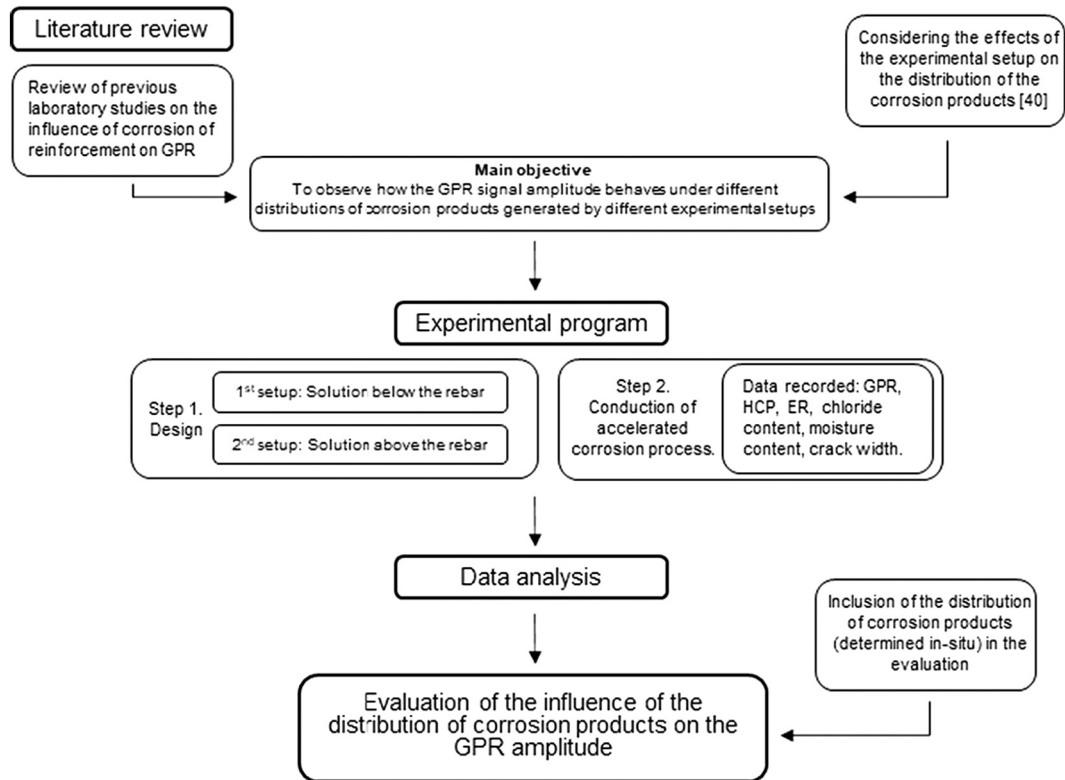 Literature review
Review of previous
laboratory studies on the
influence of corrosion of
reinforcement on GPR
Considering the effects of
the experimental setup on
the distribution of the
corrosion products [40]
Main objective
To observe how the GPR signal amplitude behaves under different
distributions of corrosion products generated by different experimental setups
Experimental program
Step 1.
Design
1st setup: Solution below the rebar
2nd setup: Solution above the rebar
Step 2.
Conduction of
accelerated
corrosion process.
Data recorded: GPR,
HCP, ER, chloride
content, moisture
content, crack width.
Data analysis
Inclusion of the distribution
of corrosion products
(determined in-situ) in the
evaluation
Evaluation of the influence of the
distribution of corrosion products on the
GPR amplitude